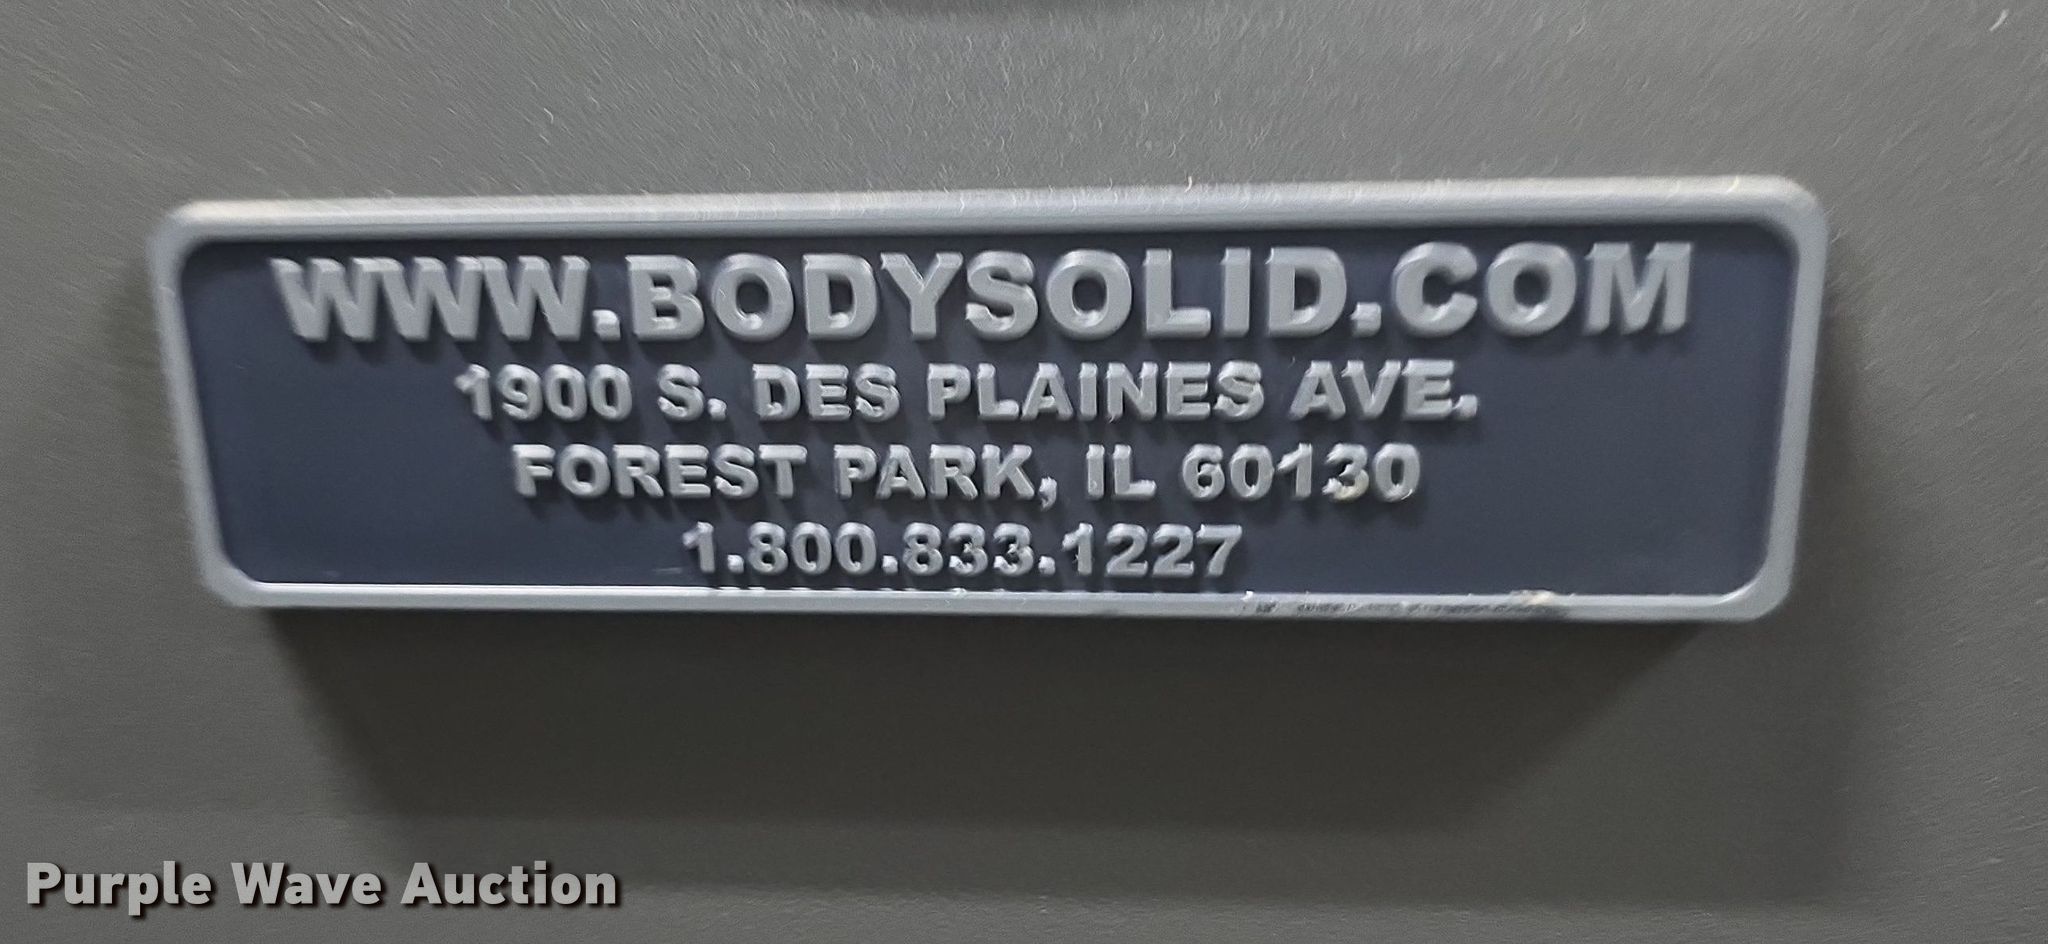 WWW.BODYSOLID.COM
1900 S. DES PLAINES AVE.
FOREST PARK, IL 60130
1.800.833.1227
Purple Wave Auction